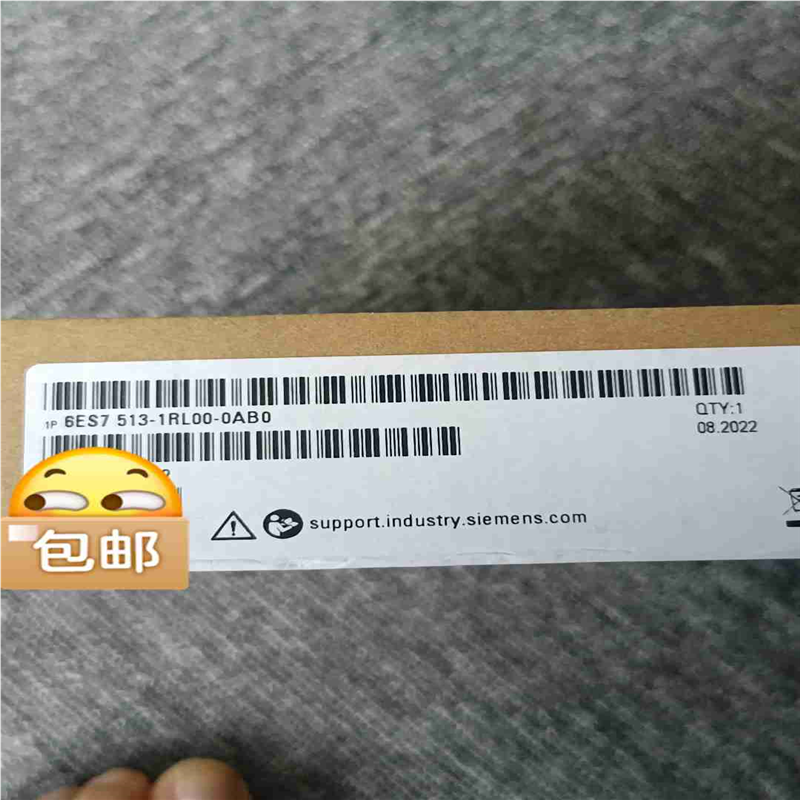 1P 6ES7 513-1RL00-0AB0
QTY:1
08.2022
support.industry.siemens.com
包邮